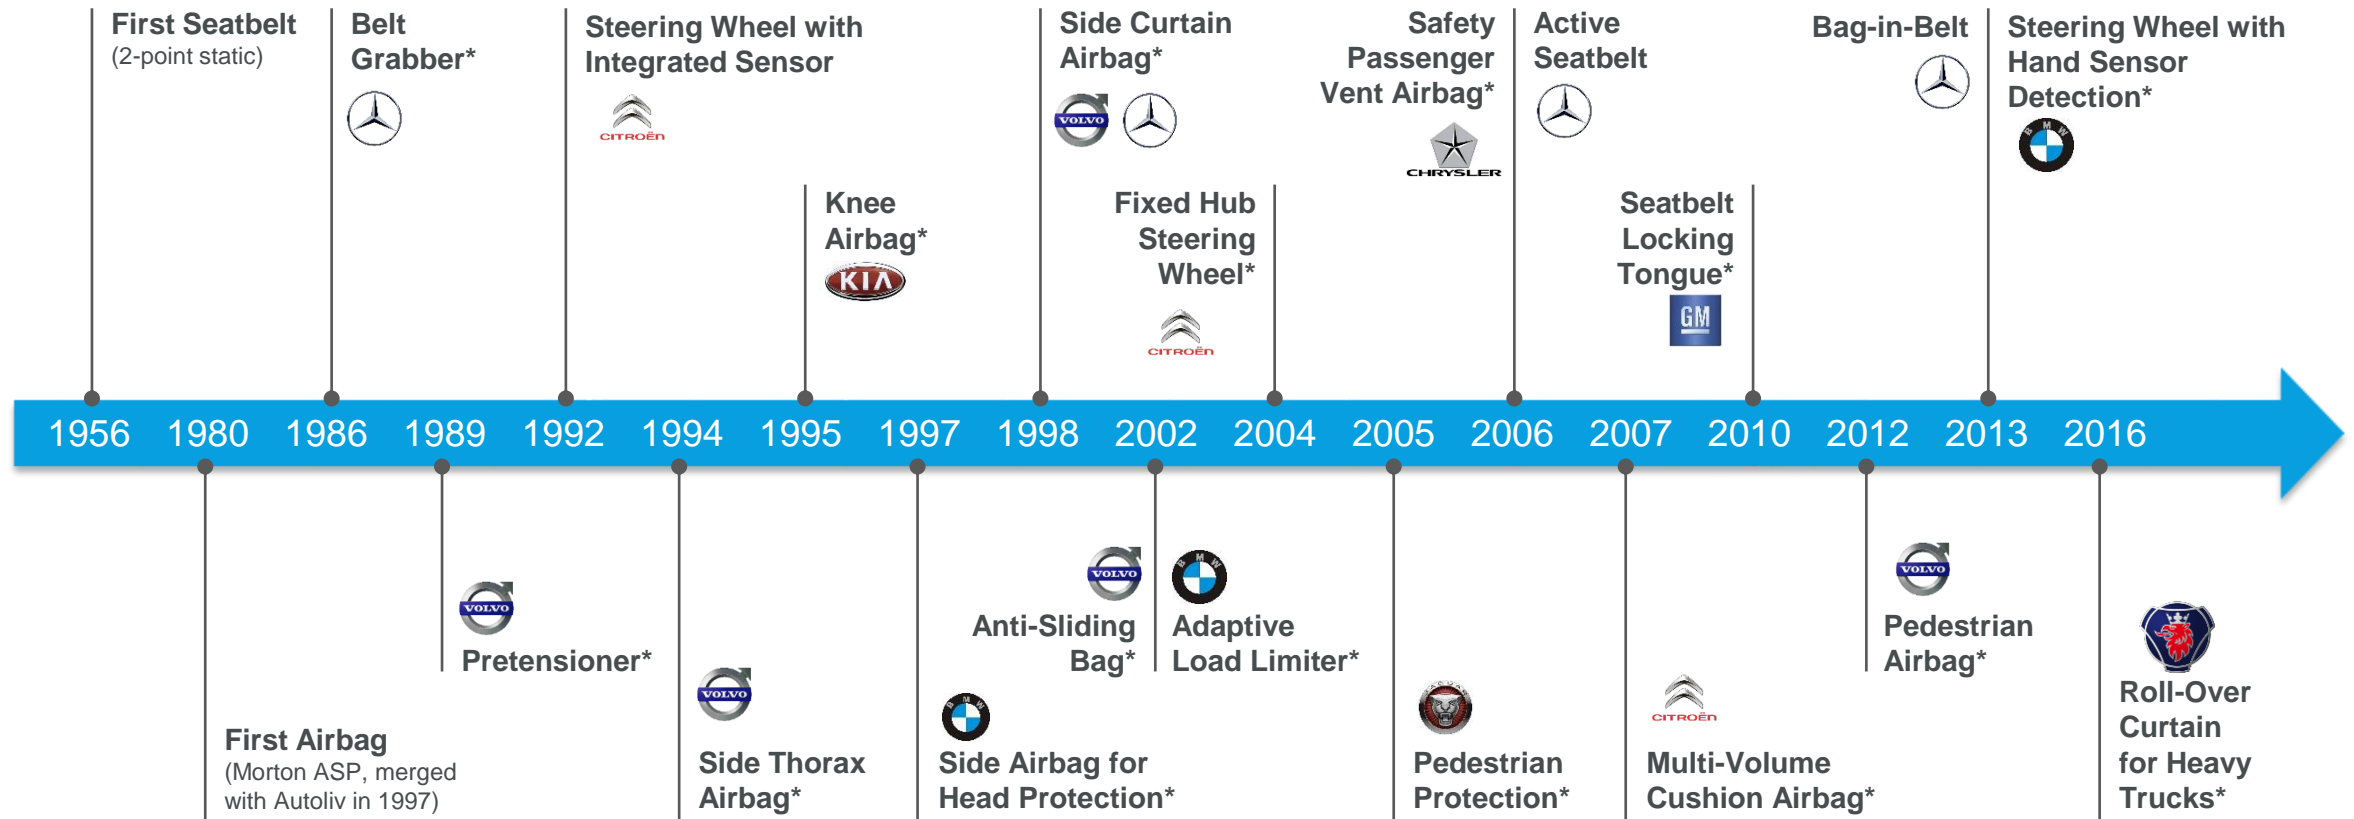 First Seatbelt
(2-point static)
Belt
Grabber*
Steering Wheel with
Integrated Sensor
CITROËN
Knee
Airbag*
KIA
Side Curtain
Airbag*
VOLVO
Fixed Hub
Steering
Wheel*
CITROËN
Safety
Passenger
Vent Airbag*
CHRYSLER
Active
Seatbelt
Seatbelt
Locking
Tongue*
GM
Bag-in-Belt
Steering Wheel with
Hand Sensor
Detection*
BMW
1956 1980 1986 1989 1992 1994 1995 1997 1998 2002 2004 2005 2006 2007 2010 2012 2013 2016
First Airbag
(Morton ASP, merged
with Autoliv in 1997)
VOLVO
Pretensioner*
VOLVO
Side Thorax
Airbag*
BMW
Side Airbag for
Head Protection*
VOLVO
Anti-Sliding
Bag*
BMW
Adaptive
Load Limiter*
JAGUAR
Pedestrian
Protection*
CITROËN
Multi-Volume
Cushion Airbag*
VOLVO
Pedestrian
Airbag*
Roll-Over
Curtain
for Heavy
Trucks*